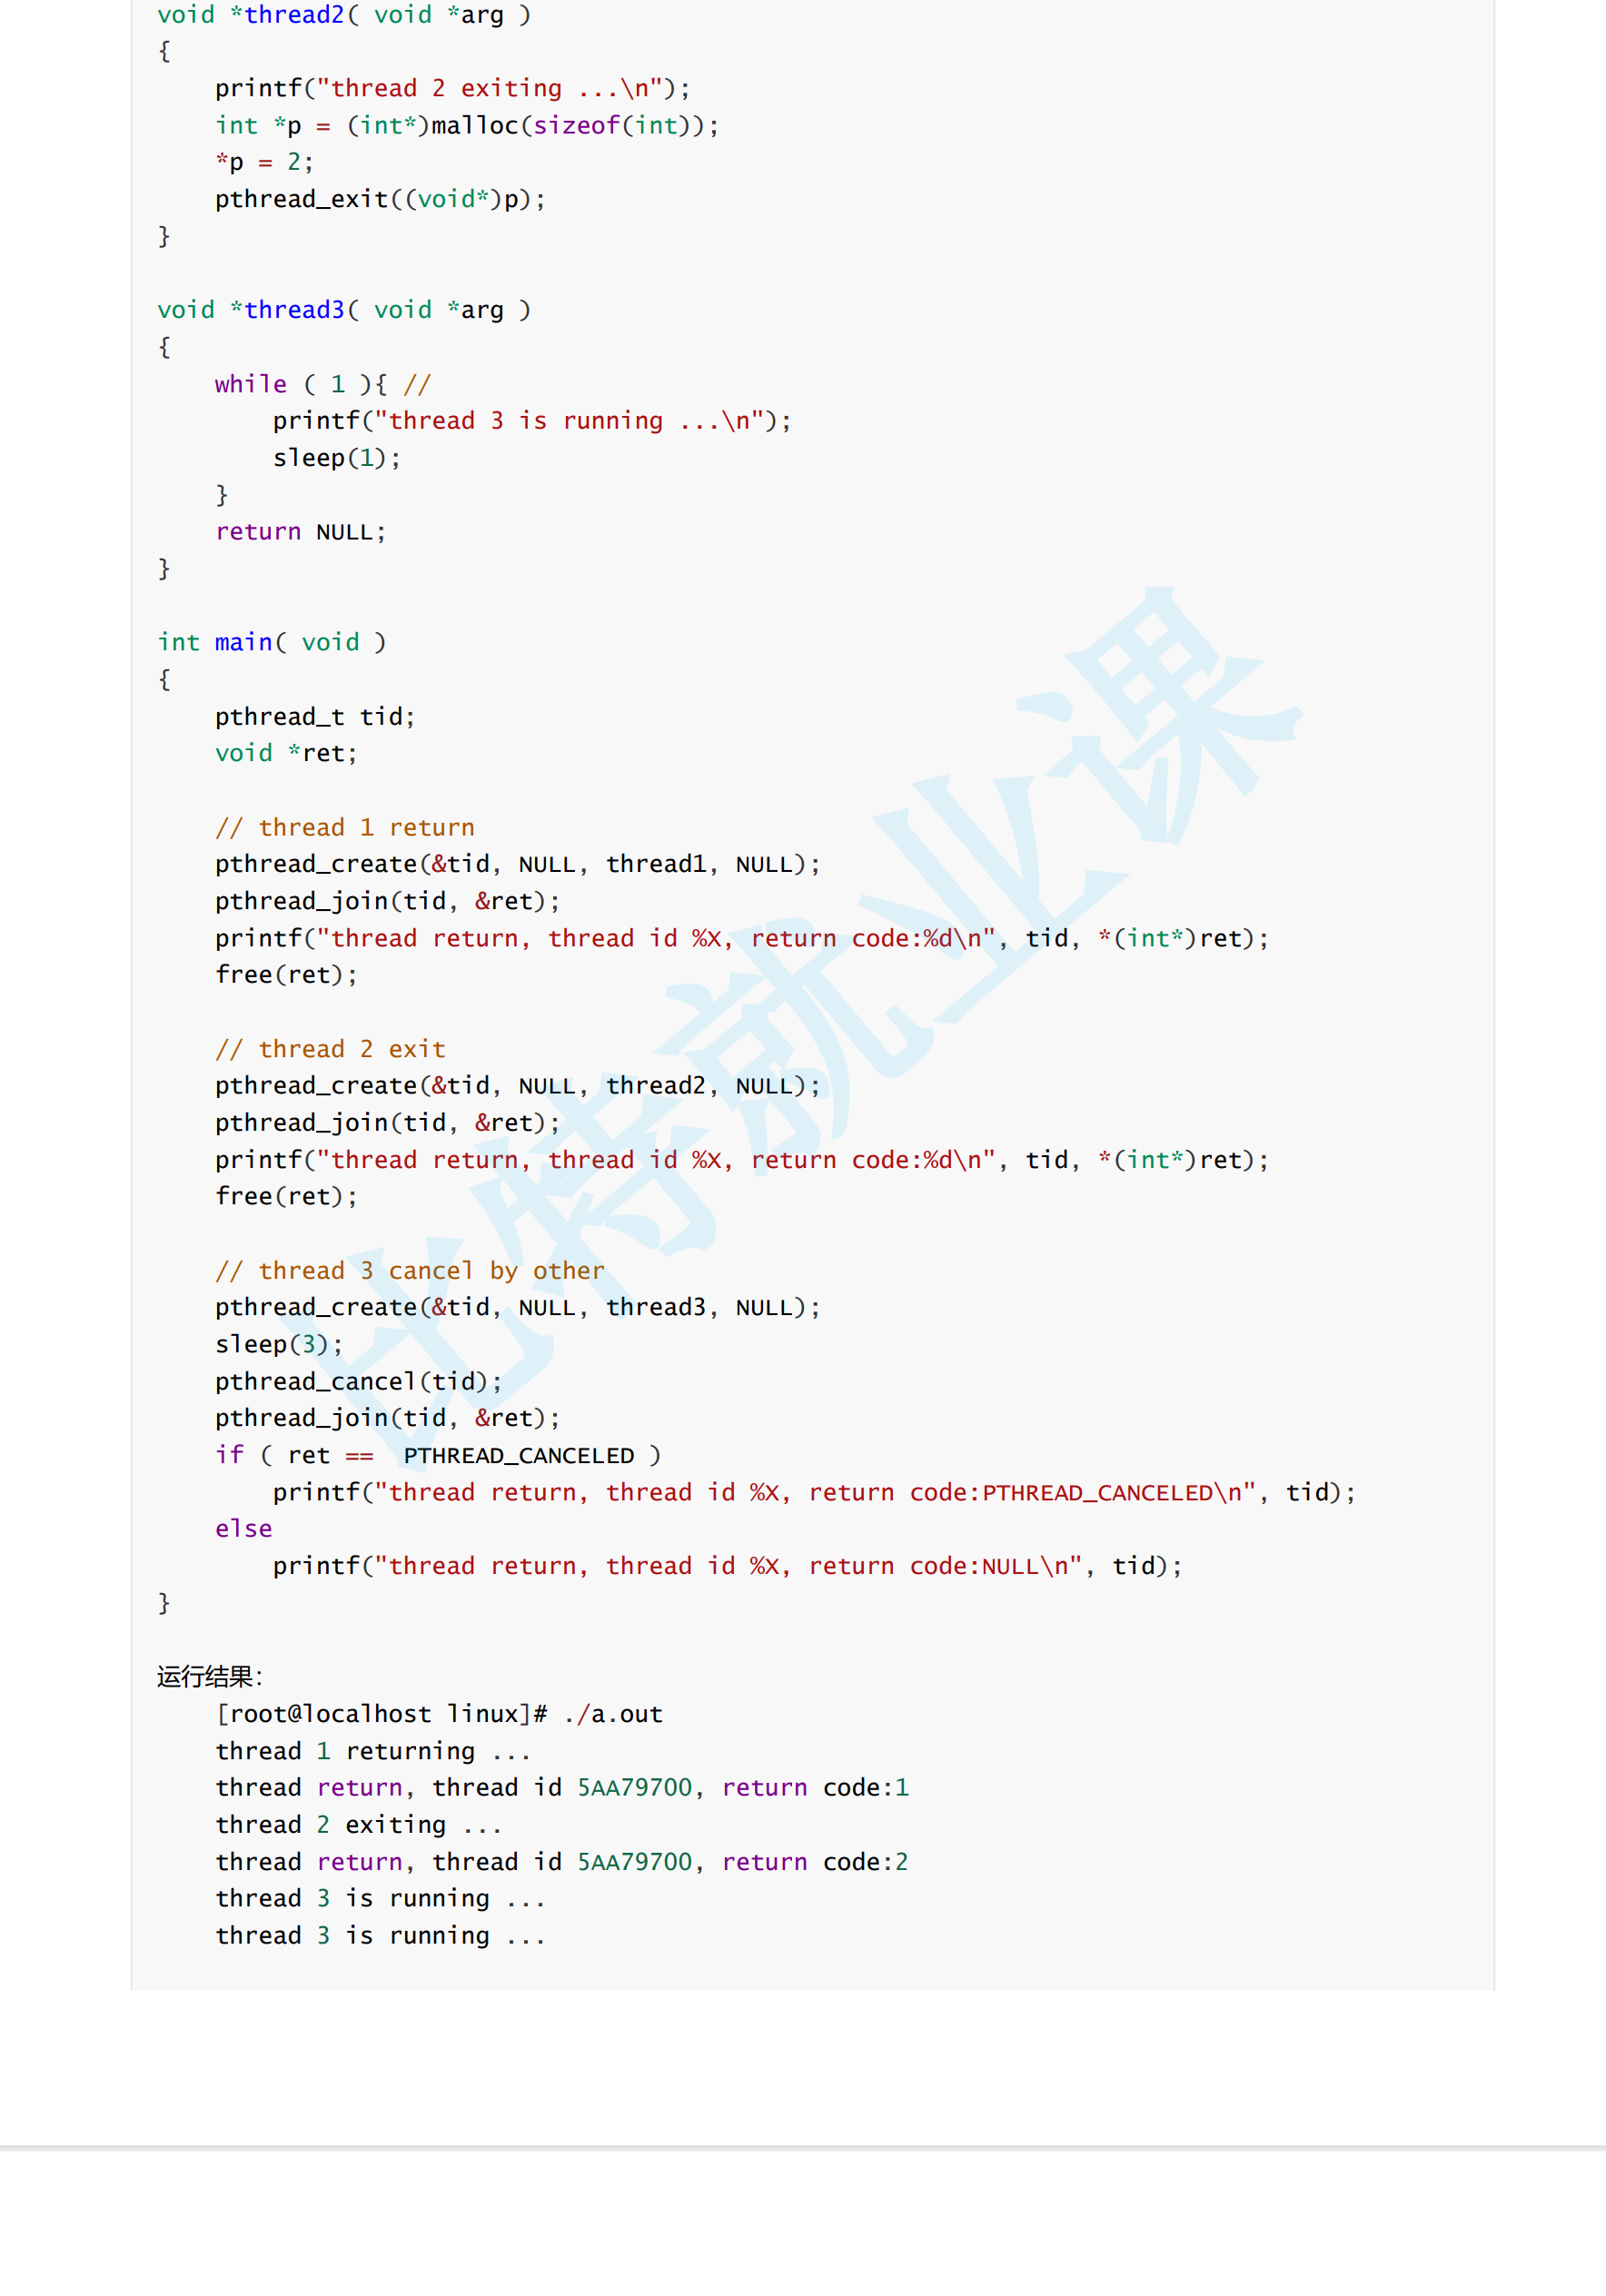 void *thread2( void *arg )
{
    printf("thread 2 exiting ...\n");
    int *p = (int*)malloc(sizeof(int));
    *p = 2;
    pthread_exit((void*)p);
}

void *thread3( void *arg )
{
    while ( 1 ){ //
        printf("thread 3 is running ...\n");
        sleep(1);
    }
    return NULL;
}

int main( void )
{
    pthread_t tid;
    void *ret;

    // thread 1 return
    pthread_create(&tid, NULL, thread1, NULL);
    pthread_join(tid, &ret);
    printf("thread return, thread id %X, return code:%d\n", tid, *(int*)ret);
    free(ret);

    // thread 2 exit
    pthread_create(&tid, NULL, thread2, NULL);
    pthread_join(tid, &ret);
    printf("thread return, thread id %X, return code:%d\n", tid, *(int*)ret);
    free(ret);

    // thread 3 cancel by other
    pthread_create(&tid, NULL, thread3, NULL);
    sleep(3);
    pthread_cancel(tid);
    pthread_join(tid, &ret);
    if ( ret ==  PTHREAD_CANCELED )
        printf("thread return, thread id %X, return code:PTHREAD_CANCELED\n", tid);
    else
        printf("thread return, thread id %X, return code:NULL\n", tid);
}

运行结果：
    [root@localhost linux]# ./a.out
    thread 1 returning ...
    thread return, thread id 5AA79700, return code:1
    thread 2 exiting ...
    thread return, thread id 5AA79700, return code:2
    thread 3 is running ...
    thread 3 is running ...
比特就业课